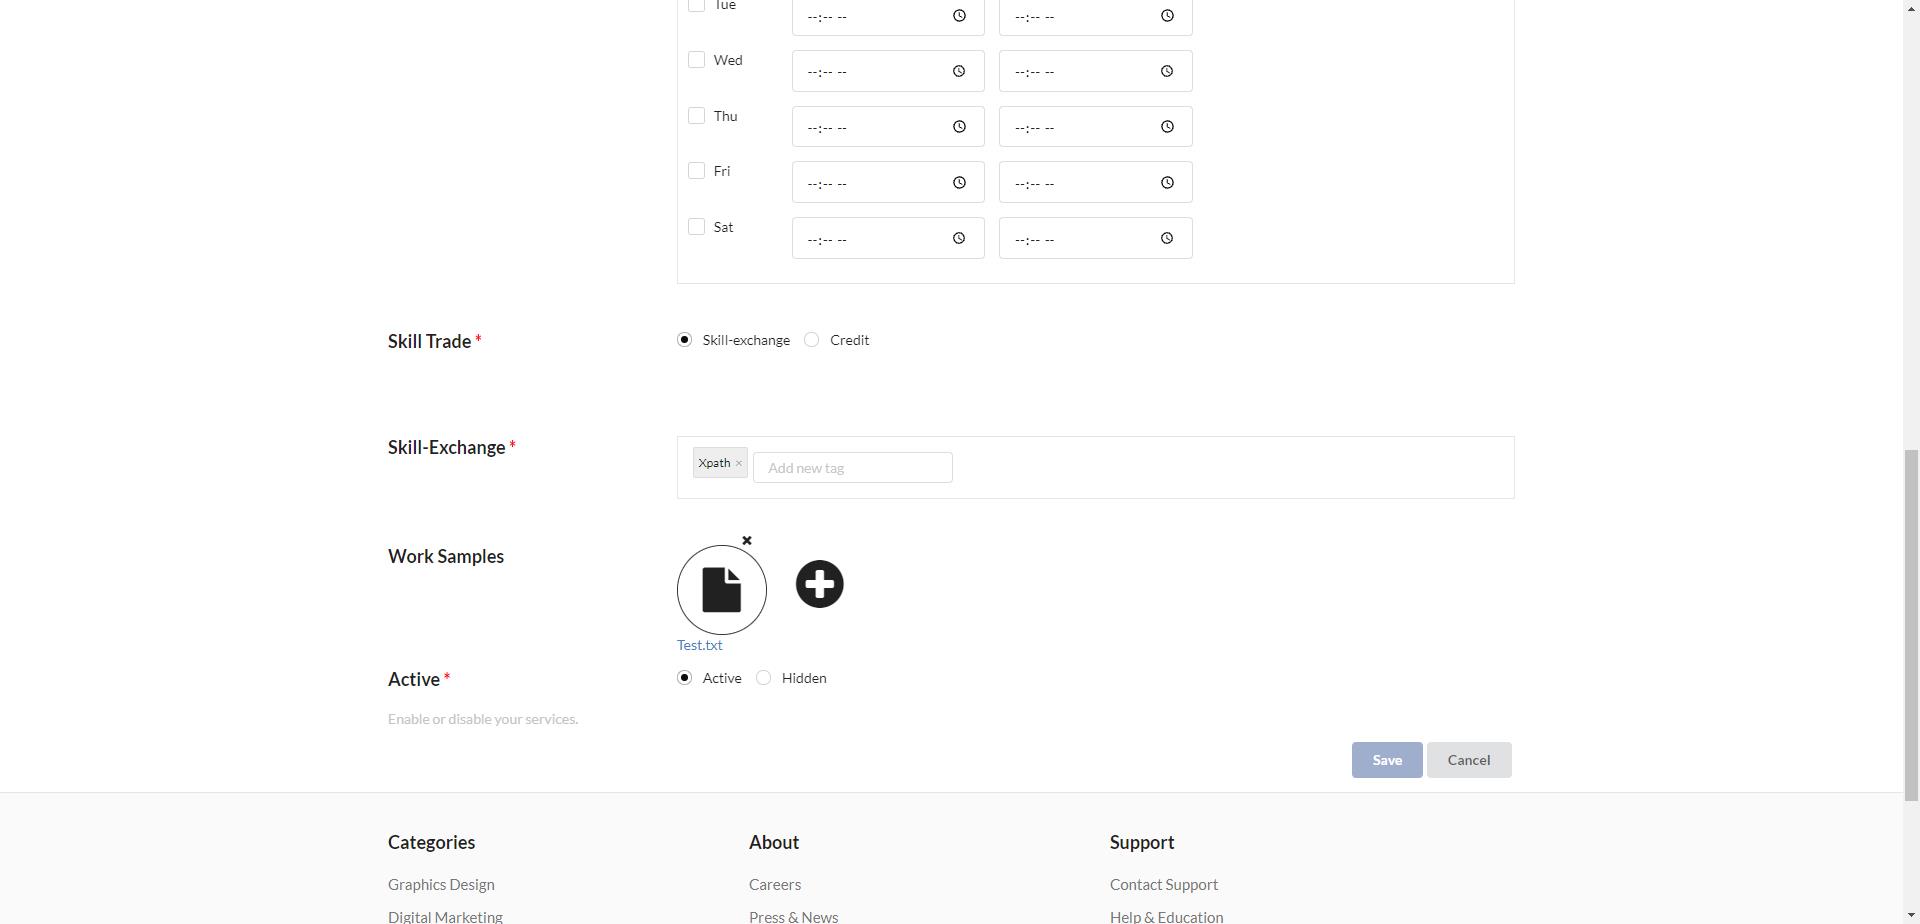 Tue --:-- -- --:-- --
Wed --:-- -- --:-- --
Thu --:-- -- --:-- --
Fri --:-- -- --:-- --
Sat --:-- -- --:-- --
Skill Trade * Skill-exchange Credit
Skill-Exchange * Xpath × Add new tag
Work Samples
Test.txt
Active * Active Hidden
Enable or disable your services.
Save Cancel
Categories About Support
Graphics Design Careers Contact Support
Digital Marketing Press & News Help & Education